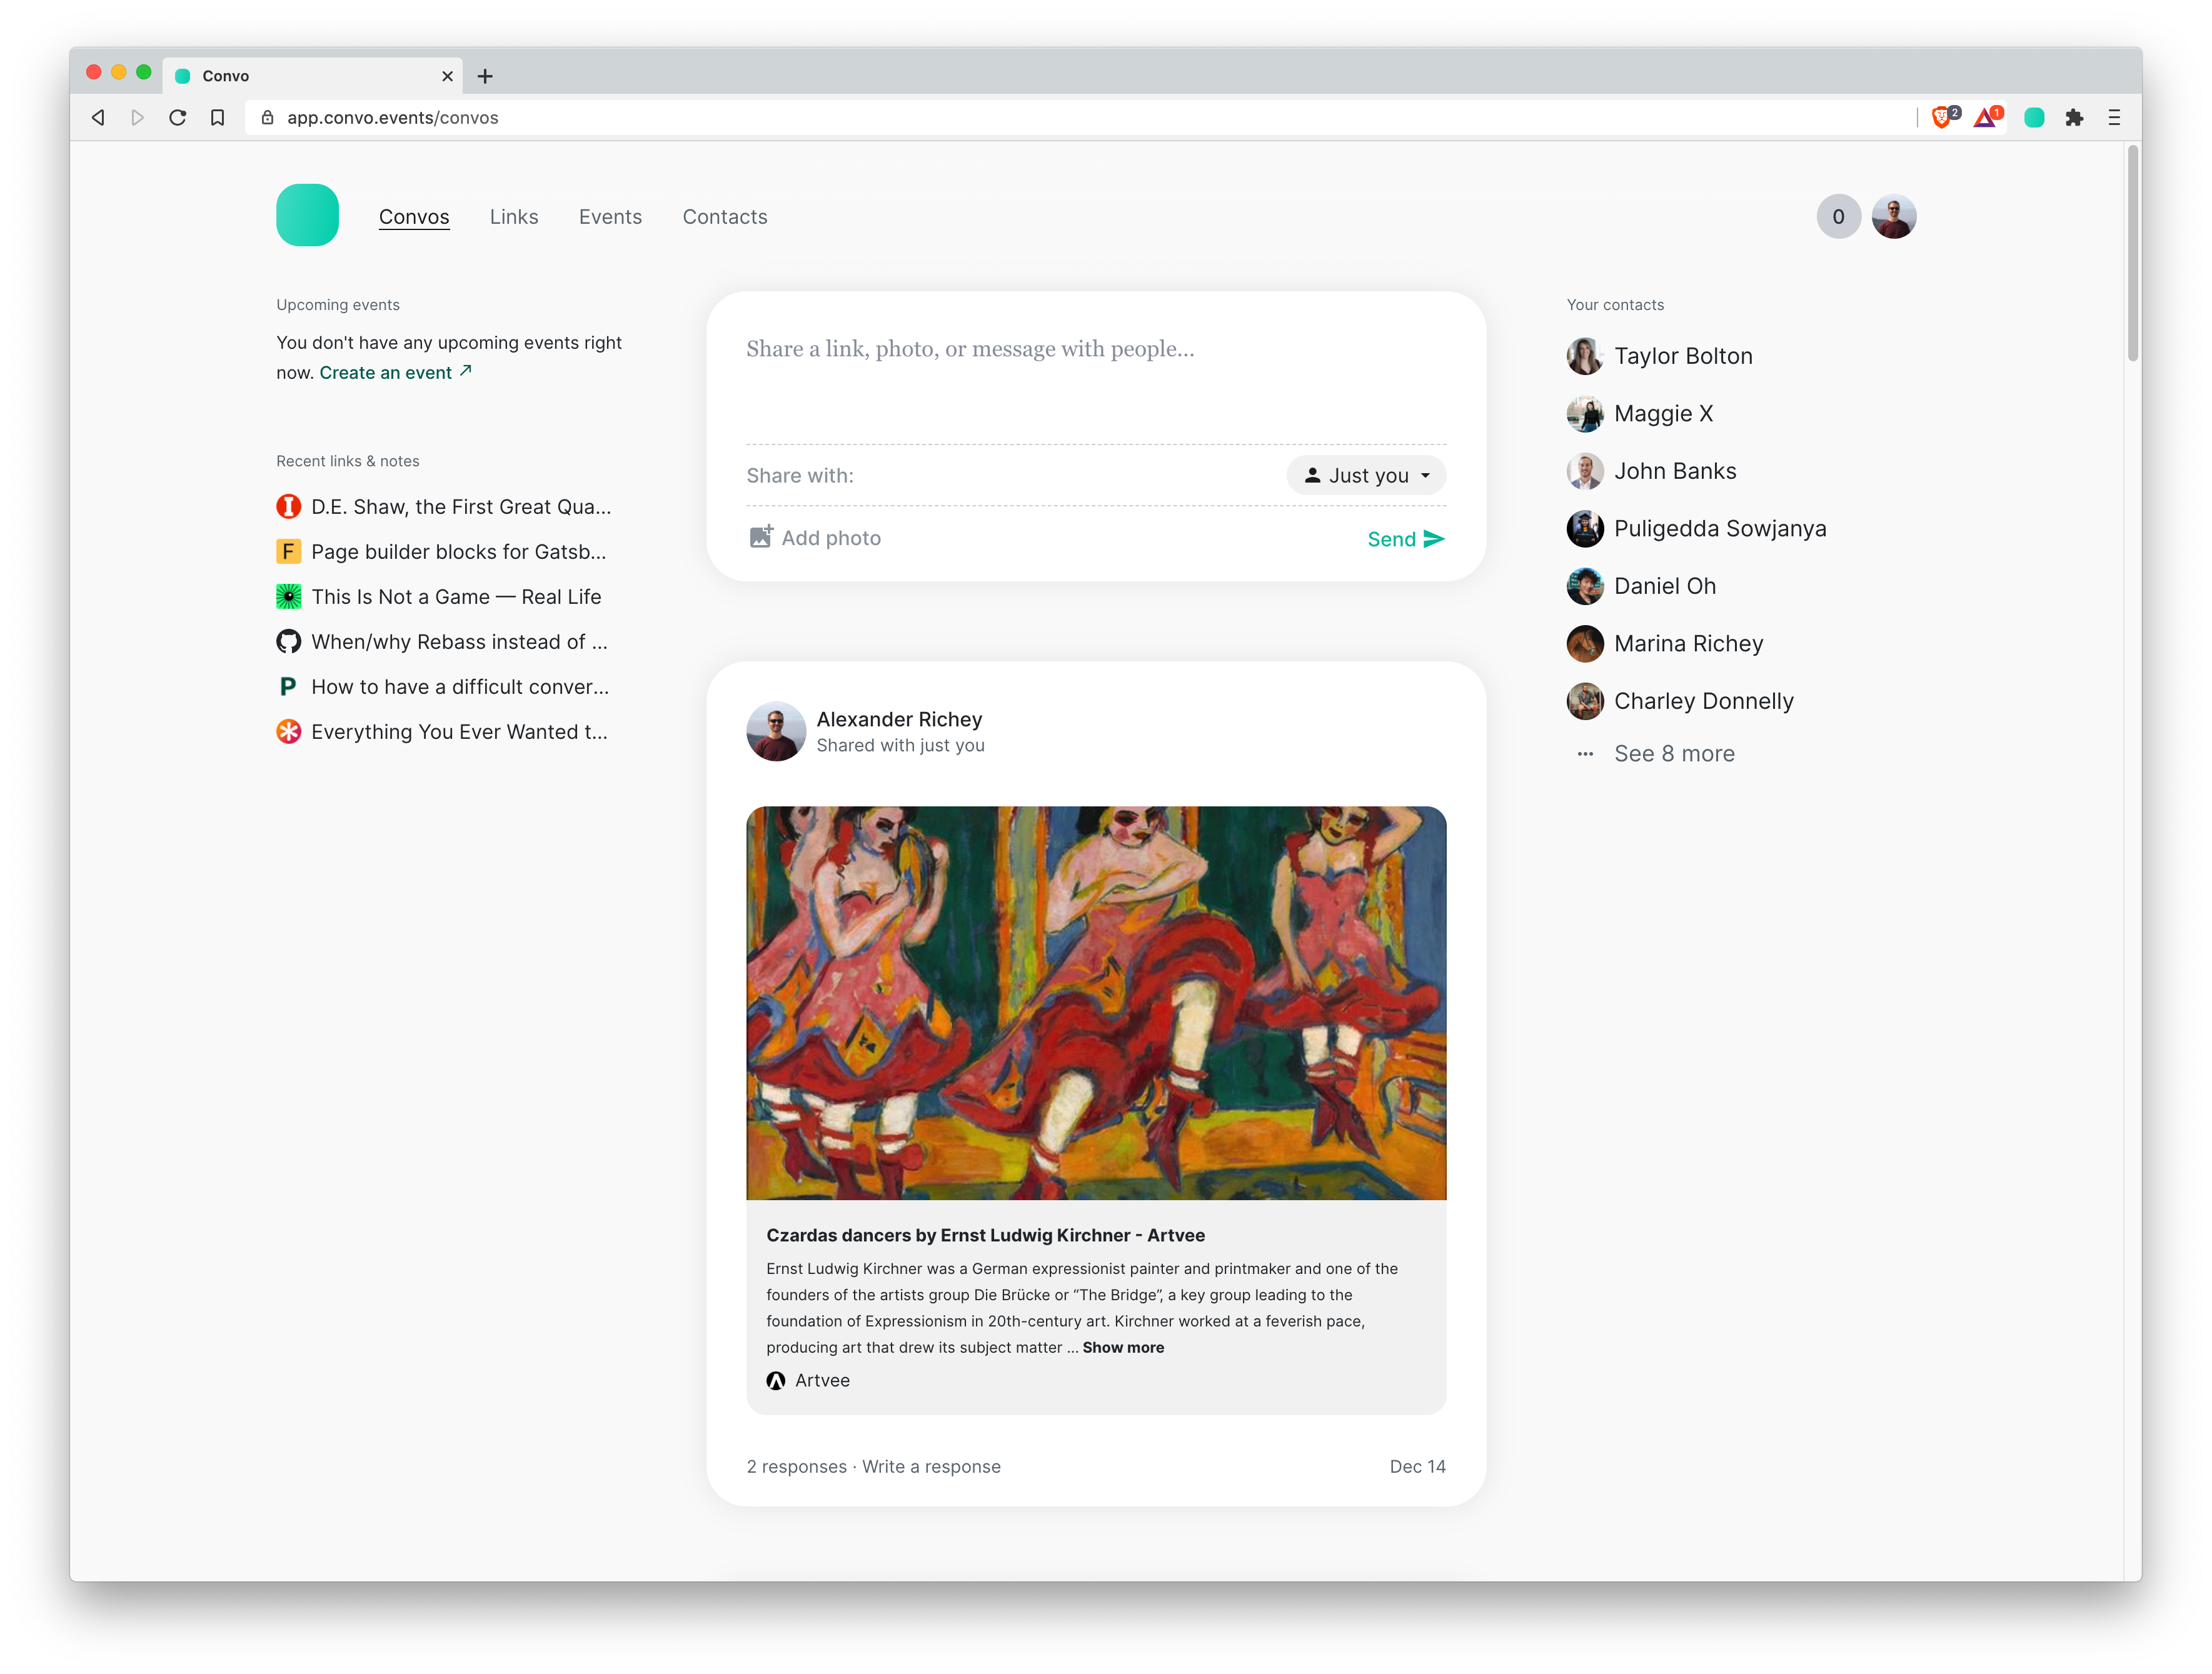 Convo
app.convo.events/convos
2
1
Convos
Links
Events
Contacts
0
Upcoming events
You don't have any upcoming events right
now. Create an event
Recent links & notes
D.E. Shaw, the First Great Qua...
F Page builder blocks for Gatsb...
This Is Not a Game — Real Life
When/why Rebass instead of ...
P How to have a difficult conver...
Everything You Ever Wanted t...
Share a link, photo, or message with people...
Share with:
Just you
Add photo
Send
Alexander Richey
Shared with just you
Czardas dancers by Ernst Ludwig Kirchner - Artvee
Ernst Ludwig Kirchner was a German expressionist painter and printmaker and one of the
founders of the artists group Die Brücke or “The Bridge”, a key group leading to the
foundation of Expressionism in 20th-century art. Kirchner worked at a feverish pace,
producing art that drew its subject matter ... Show more
Artvee
2 responses · Write a response
Dec 14
Your contacts
Taylor Bolton
Maggie X
John Banks
Puligedda Sowjanya
Daniel Oh
Marina Richey
Charley Donnelly
See 8 more